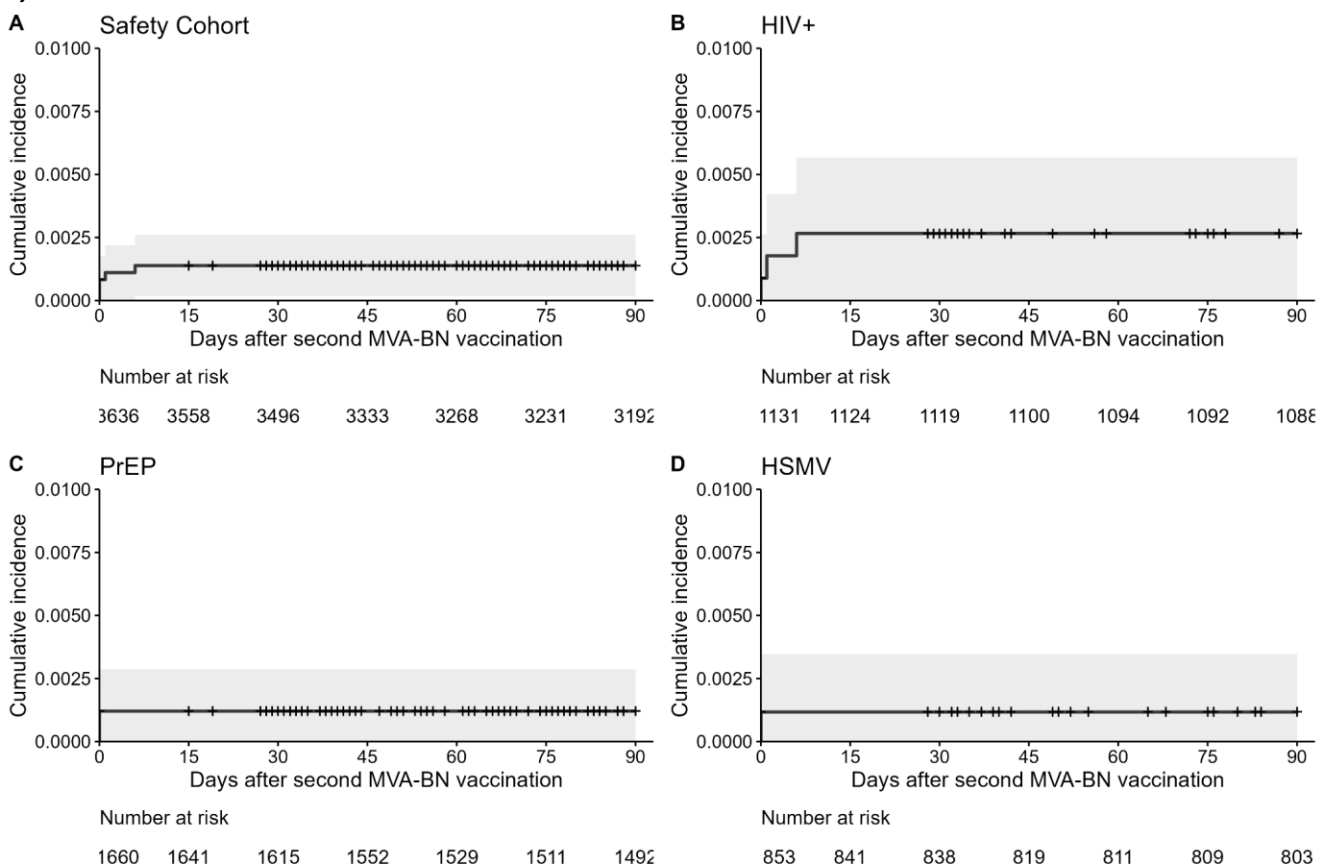 A Safety Cohort
0.0100
0.0075
0.0050
0.0025
0.0000
Cumulative incidence
0 15 30 45 60 75 90
Days after second MVA-BN vaccination
Number at risk
3636 3558 3496 3333 3268 3231 3192
B HIV+
0.0100
0.0075
0.0050
0.0025
0.0000
Cumulative incidence
0 15 30 45 60 75 90
Days after second MVA-BN vaccination
Number at risk
1131 1124 1119 1100 1094 1092
C PrEP
0.0100
0.0075
0.0050
0.0025
0.0000
Cumulative incidence
0 15 30 45 60 75 90
Days after second MVA-BN vaccination
Number at risk
1660 1641 1615 1552 1529 1511 1492
D HSMV
0.0100
0.0075
0.0050
0.0025
0.0000
Cumulative incidence
0 15 30 45 60 75 90
Days after second MVA-BN vaccination
Number at risk
853 841 838 819 811 809 803